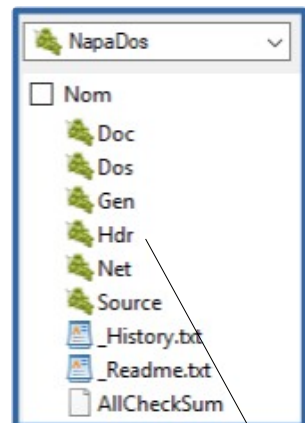 NapaDos
Nom
Doc
Dos
Gen
Hdr
Net
Source
_History.txt
_Readme.txt
AllCheckSum